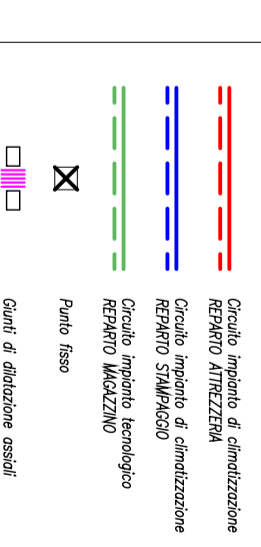 Circuito impianto di climatizzazione
REPARTO ATTREZZERIA
Circuito impianto di climatizzazione
REPARTO STAMPAGGIO
Circuito impianto tecnologico
REPARTO MAGAZZINO
Punto fisso
Giunti di dilatazione assiali